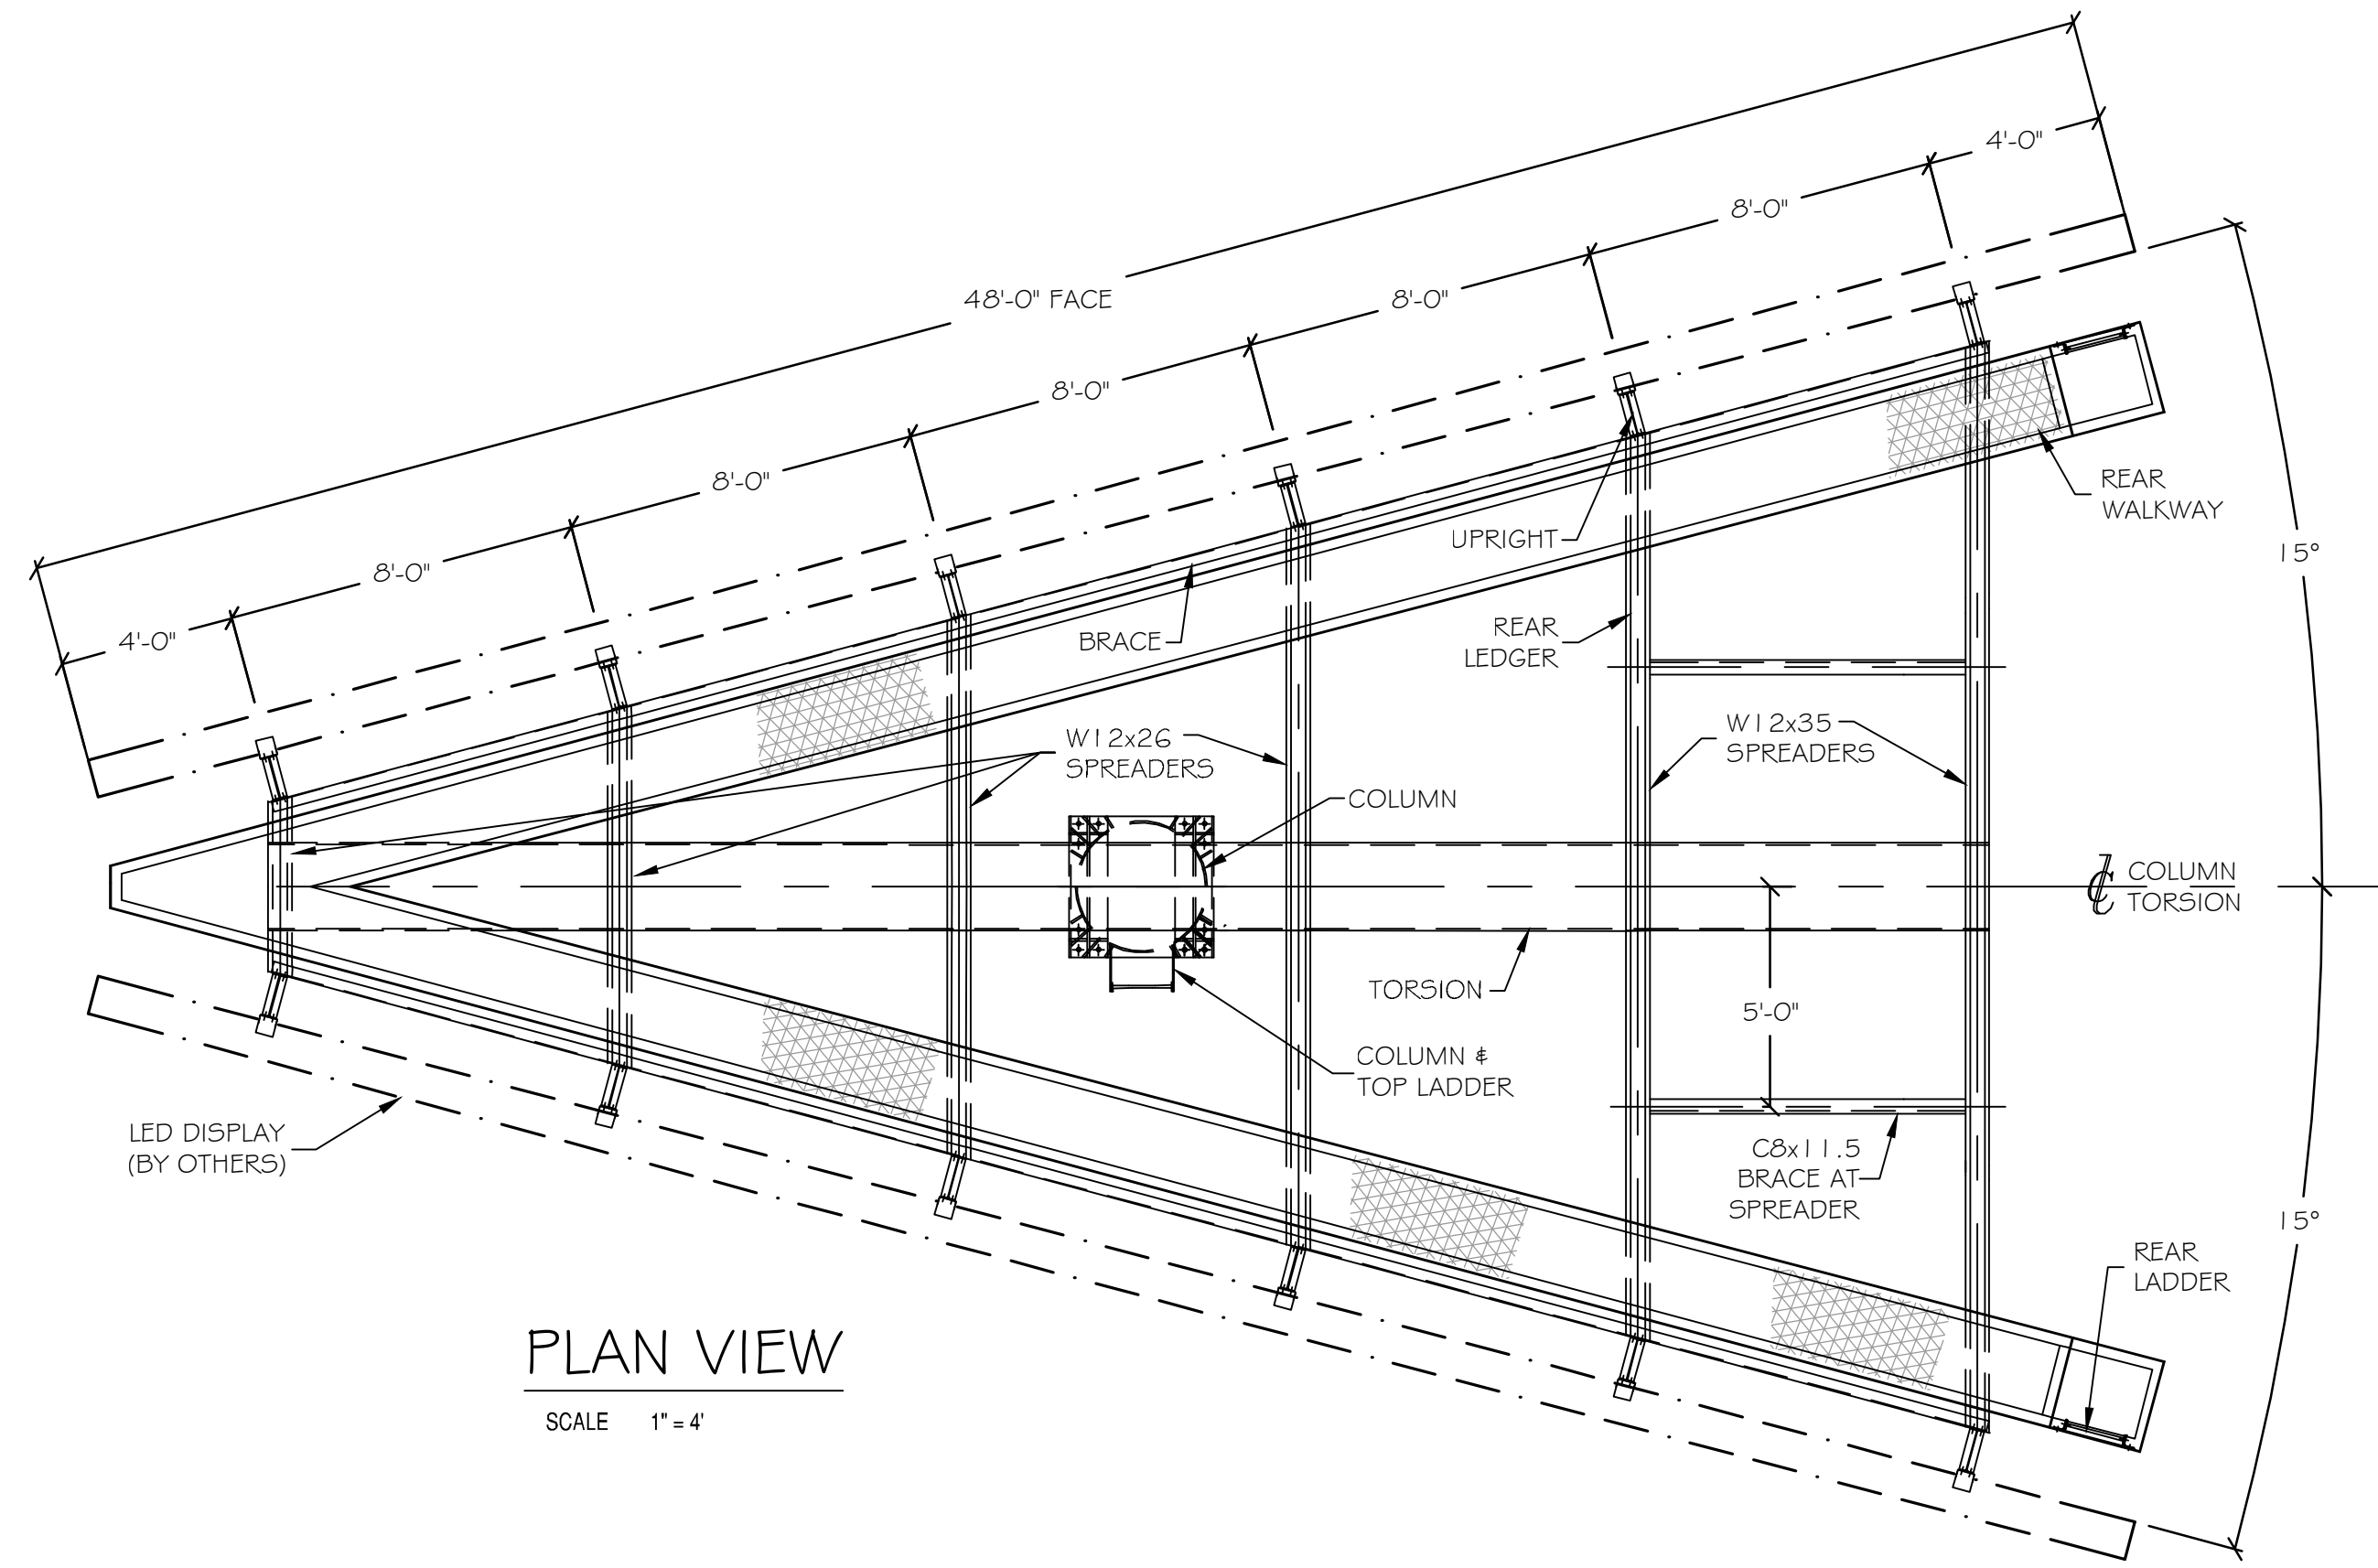 4'-0"
8'-0"
48'-0" FACE
8'-0"
8'-0"
8'-0"
8'-0"
4'-0"
REAR
WALKWAY
UPRIGHT
15°
BRACE
REAR
LEDGER
W12x26
SPREADERS
W12x35
SPREADERS
COLUMN
℄ COLUMN
TORSION
TORSION
5'-0"
COLUMN &
TOP LADDER
LED DISPLAY
(BY OTHERS)
C8x11.5
BRACE AT
SPREADER
15°
REAR
LADDER
PLAN VIEW
SCALE 1" = 4'